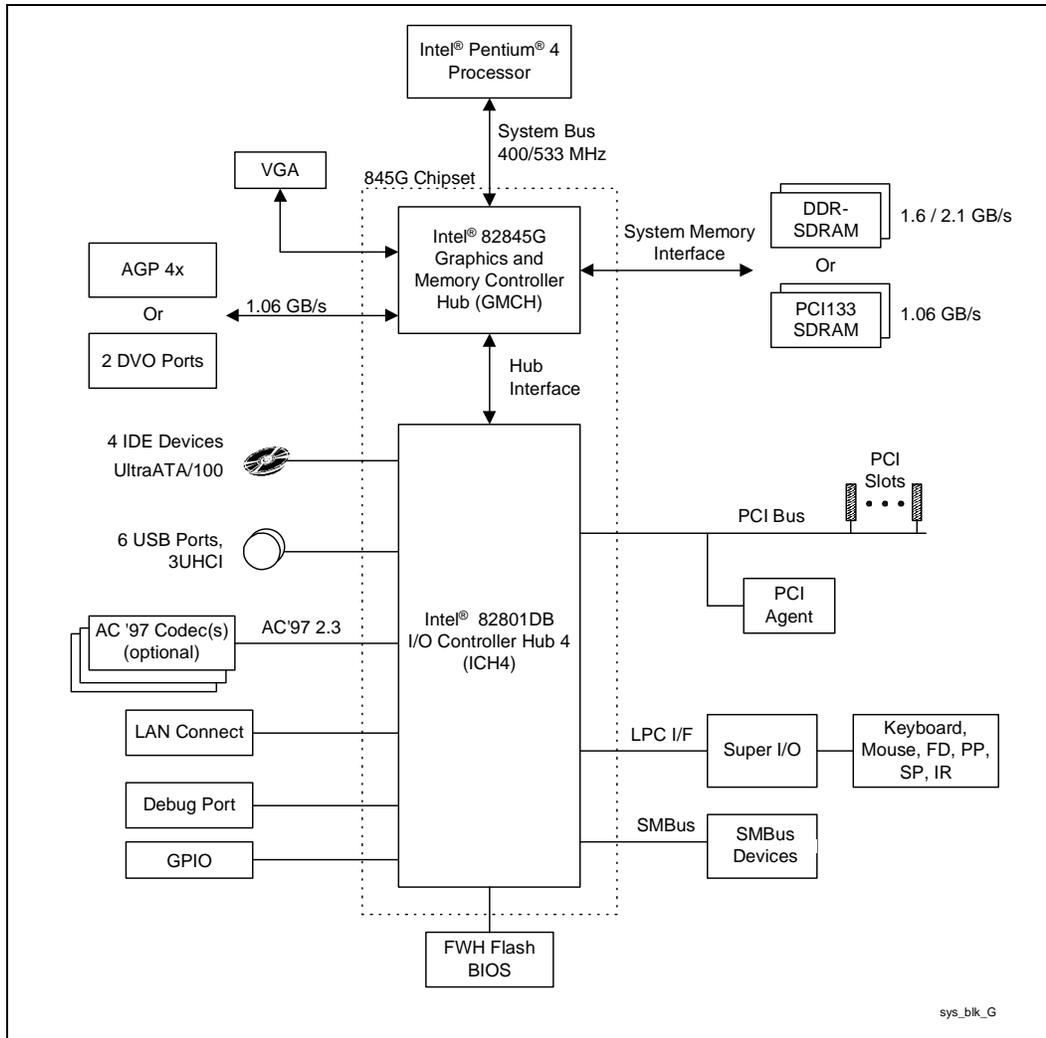 Intel® Pentium® 4
Processor
System Bus
400/533 MHz
VGA
845G Chipset
Intel® 82845G
Graphics and
Memory Controller
Hub (GMCH)
System Memory
Interface
DDR-
SDRAM
1.6 / 2.1 GB/s
Or
PCI133
SDRAM
1.06 GB/s
AGP 4x
Or
1.06 GB/s
2 DVO Ports
Hub
Interface
4 IDE Devices
UltraATA/100
6 USB Ports,
3UHCI
AC '97 Codec(s)
(optional)
AC'97 2.3
LAN Connect
Debug Port
GPIO
Intel® 82801DB
I/O Controller Hub 4
(ICH4)
PCI
Slots
PCI Bus
PCI
Agent
LPC I/F
Super I/O
Keyboard,
Mouse, FD, PP,
SP, IR
SMBus
SMBus
Devices
FWH Flash
BIOS
sys_blk_G